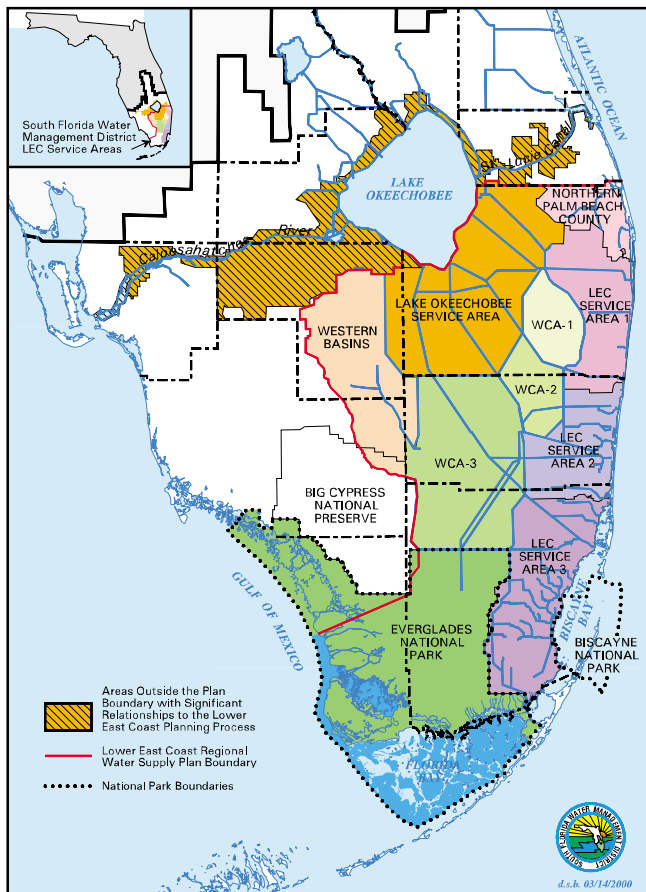 South Florida Water
Management District
LEC Service Areas
ATLANTIC OCEAN
St. Lucie Canal
LAKE
OKEECHOBEE
NORTHERN
PALM BEACH
COUNTY
Caloosahatchee River
LAKE OKEECHOBEE
SERVICE AREA
LEC
SERVICE
AREA 1
WESTERN
BASINS
WCA-1
WCA-2
LEC
SERVICE
AREA 2
WCA-3
BIG CYPRESS
NATIONAL
PRESERVE
LEC
SERVICE
AREA 3
GULF OF MEXICO
BISCAYNE
BAY
EVERGLADES
NATIONAL
PARK
BISCAYNE
NATIONAL
PARK
Areas Outside the Plan
Boundary with Significant
Relationships to the Lower
East Coast Planning Process
Lower East Coast Regional
Water Supply Plan Boundary
National Park Boundaries
FLORIDA
BAY
SOUTH FLORIDA WATER MANAGEMENT DISTRICT
d.s.b. 03/14/2000